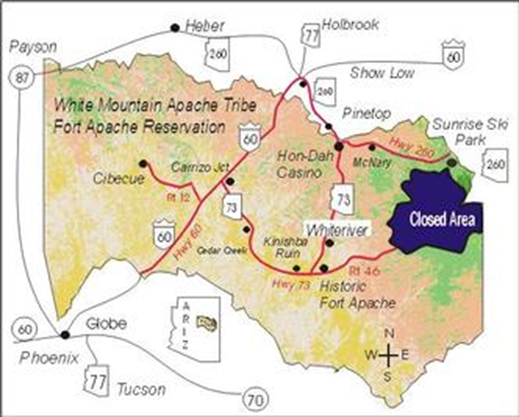 Heber
Holbrook
77
Payson
260
60
87
Show Low
260
White Mountain Apache Tribe
Fort Apache Reservation
Pinetop
60
Sunrise Ski
Park
Hwy 260
Carrizo Jct.
Hon-Dah
Casino
McNary
260
Cibecue
Rt 12
73
73
Closed Area
60
Hwy 60
Cedar Creek
Kinishba
Ruin
Whiteriver
Rt 46
Hwy 73
Historic
Fort Apache
A
R
I
Z
60
Globe
N
W
E
S
Phoenix
77
Tucson
70